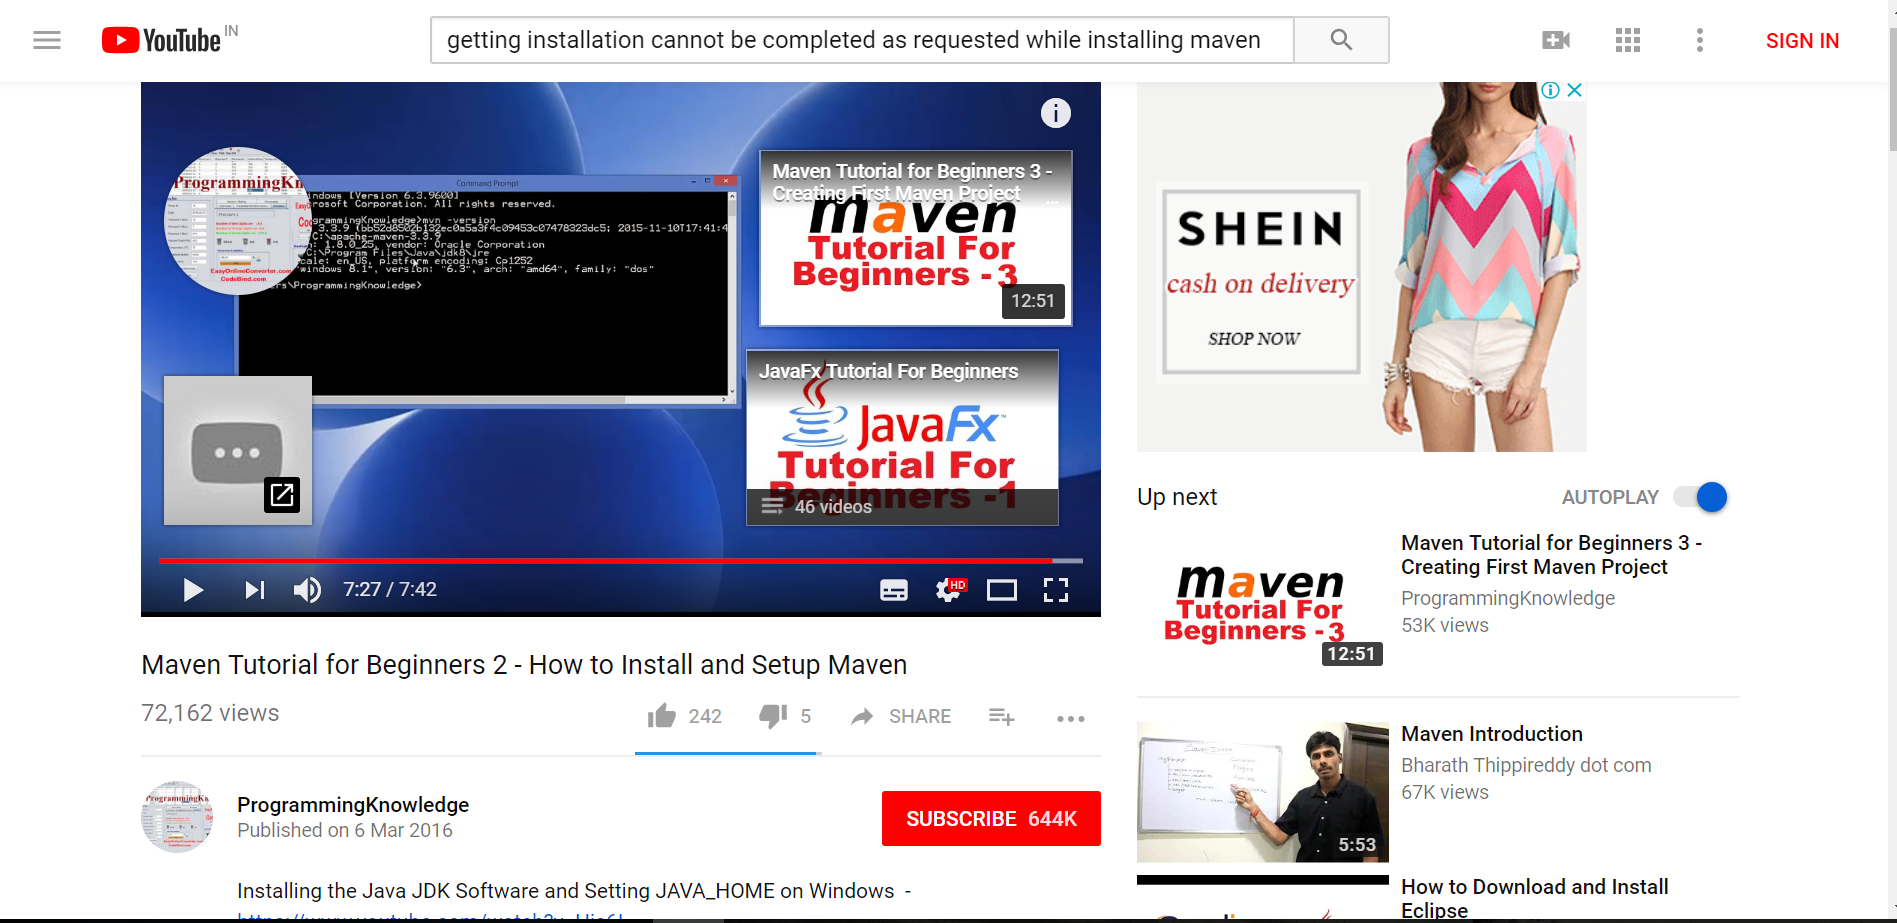 YouTube IN
getting installation cannot be completed as requested while installing maven
SIGN IN
ProgrammingKn
EasyOnlineConverter.com
CodeBind.com
Command Prompt
indows [Version 6.3.9600]
rosoft Corporation. All rights reserved.
grammingKnowledge>mvn -version
3.3.9 (bb52d8502b132ec0a5a3f4c09453c07478323dc5; 2015-11-10T17:41:4
C:\apache-maven-3.3.9
n: 1.8.0_25, vendor: Oracle Corporation
C:\Program Files\Java\jdk8\jre
cale: en_US, platform encoding: Cp1252
windows 8.1", version: "6.3", arch: "amd64", family: "dos"
ers\ProgrammingKnowledge>
Maven Tutorial for Beginners 3 -
Creating First Maven Project
maven
Tutorial For
Beginners - 3
12:51
JavaFx Tutorial For Beginners
JavaFx™
Tutorial For
Beginners -1
46 videos
7:27 / 7:42
HD
Maven Tutorial for Beginners 2 - How to Install and Setup Maven
72,162 views
242
5
SHARE
ProgrammingKnowledge
Published on 6 Mar 2016
SUBSCRIBE 644K
Installing the Java JDK Software and Setting JAVA_HOME on Windows -
SHEIN
cash on delivery
SHOP NOW
Up next
AUTOPLAY
maven
Tutorial For
Beginners - 3
12:51
Maven Tutorial for Beginners 3 -
Creating First Maven Project
ProgrammingKnowledge
53K views
5:53
Maven Introduction
Bharath Thippireddy dot com
67K views
How to Download and Install
Eclipse